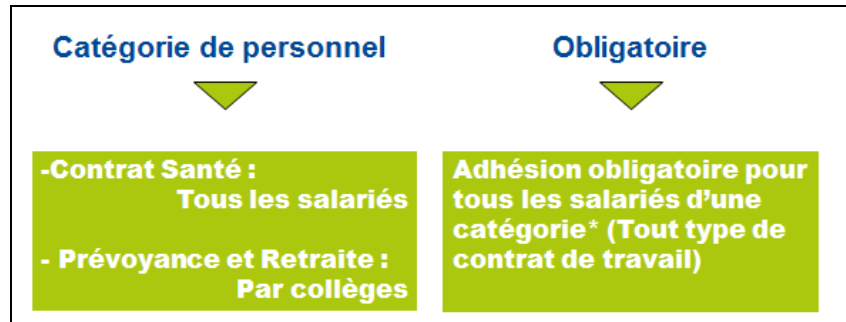 Catégorie de personnel
Obligatoire
-Contrat Santé :
Tous les salariés
- Prévoyance et Retraite :
Par collèges
Adhésion obligatoire pour
tous les salariés d'une
catégorie* (Tout type de
contrat de travail)